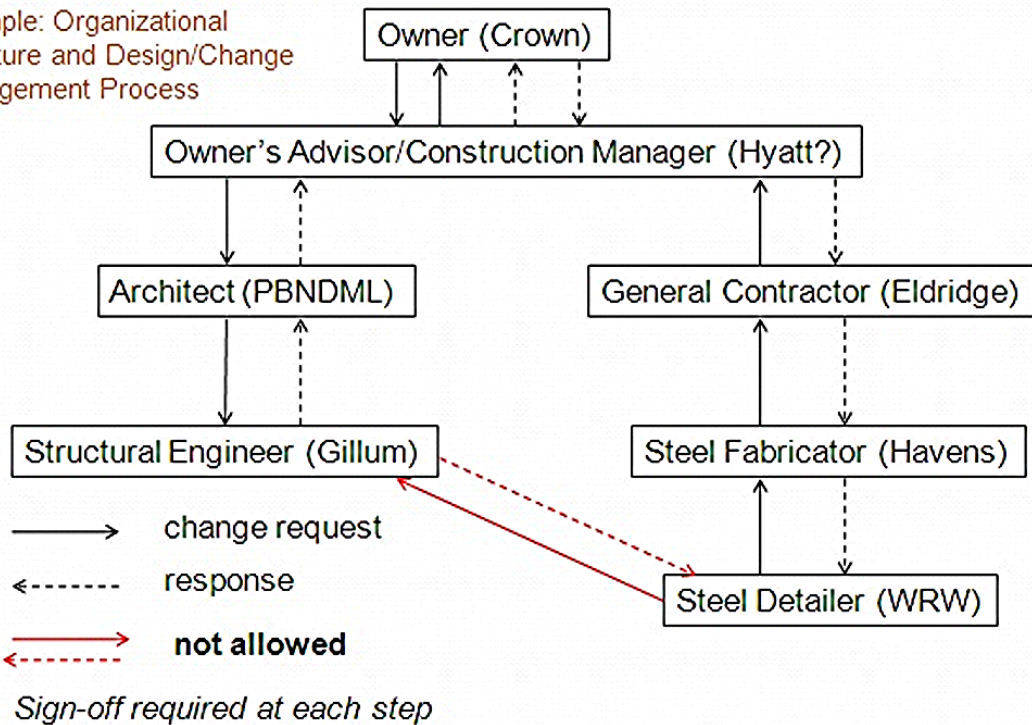 ple: Organizational
ture and Design/Change
gement Process
Owner (Crown)
Owner's Advisor/Construction Manager (Hyatt?)
Architect (PBNDML)
General Contractor (Eldridge)
Structural Engineer (Gillum)
Steel Fabricator (Havens)
change request
response
Steel Detailer (WRW)
not allowed
Sign-off required at each step